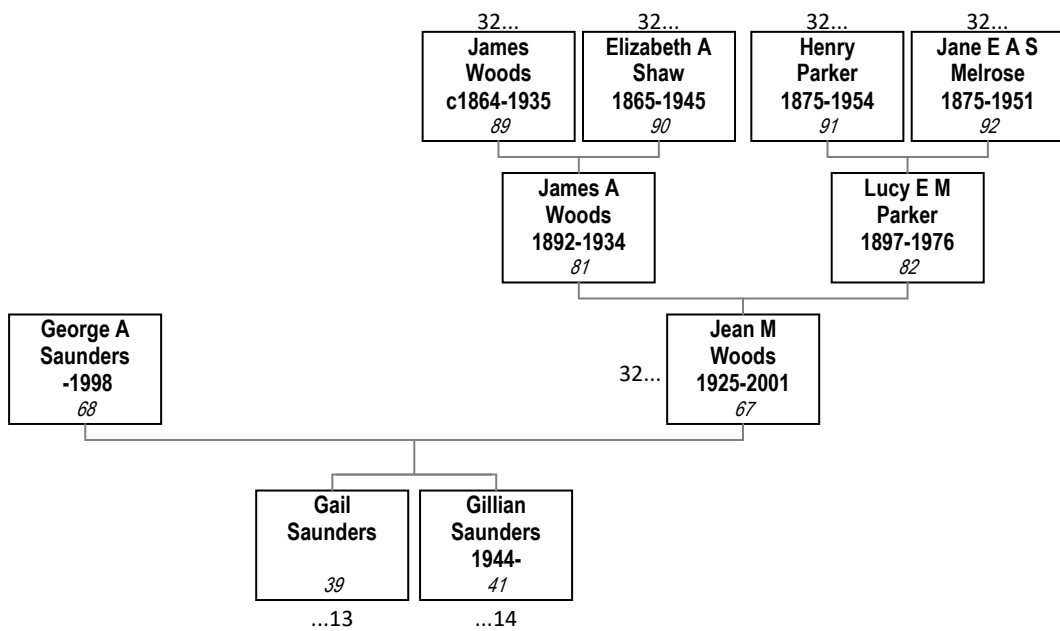 32...
32...
32...
32...
James
Woods
c1864-1935
89
Elizabeth A
Shaw
1865-1945
90
Henry
Parker
1875-1954
91
Jane E A S
Melrose
1875-1951
92
James A
Woods
1892-1934
81
Lucy E M
Parker
1897-1976
82
George A
Saunders
-1998
68
32...
Jean M
Woods
1925-2001
67
Gail
Saunders
39
Gillian
Saunders
1944-
41
...13
...14